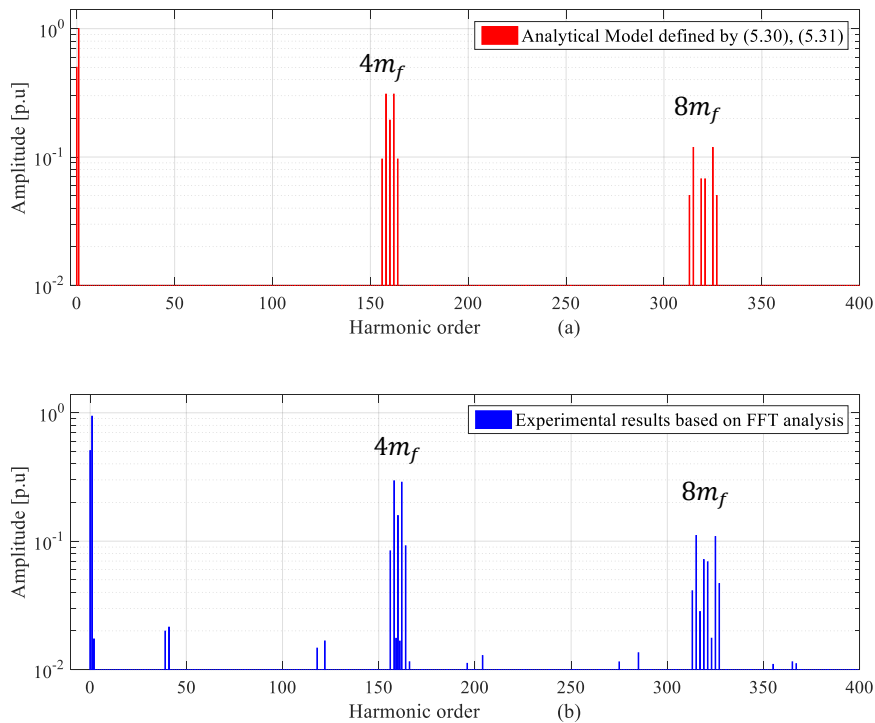 Analytical Model defined by (5.30), (5.31)
4m_f
8m_f
Amplitude [p.u]
10^0
10^-1
10^-2
0 50 100 150 200 250 300 350 400
Harmonic order (a)
Experimental results based on FFT analysis
4m_f
8m_f
Amplitude [p.u]
10^0
10^-1
10^-2
0 50 100 150 200 250 300 350 400
Harmonic order (b)